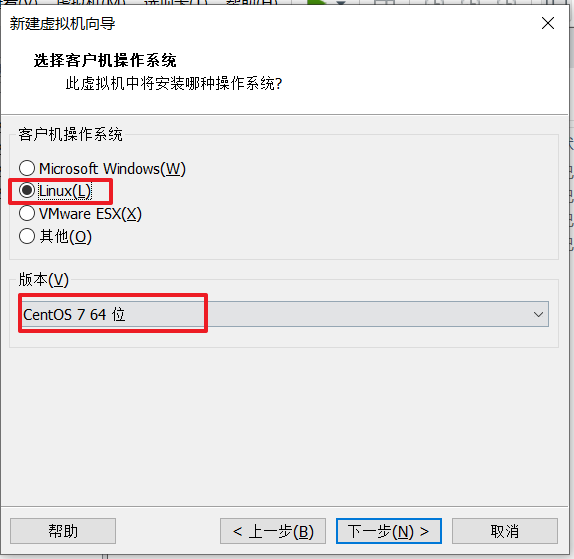 新建虚拟机向导
选择客户机操作系统
此虚拟机中将安装哪种操作系统?
客户机操作系统
Microsoft Windows(W)
Linux(L)
VMware ESX(X)
其他(O)
版本(V)
CentOS 7 64 位
帮助
< 上一步(B)
下一步(N) >
取消